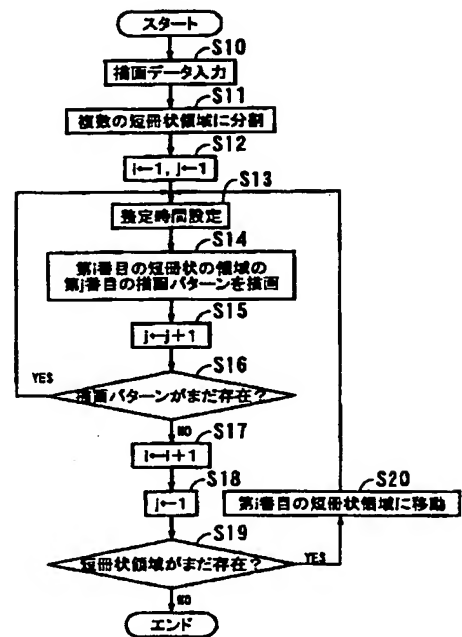 スタート
S10
描画データ入力
S11
複数の短冊状領域に分割
S12
i←1, j←1
S13
整定時間設定
S14
第i番目の短冊状の領域の
第j番目の描画パターンを描画
S15
j←j+1
S16
YES
描画パターンがまだ存在?
NO
S17
i←i+1
S18
j←1
S20
第i番目の短冊状領域に移動
S19
短冊状領域がまだ存在?
YES
NO
エンド